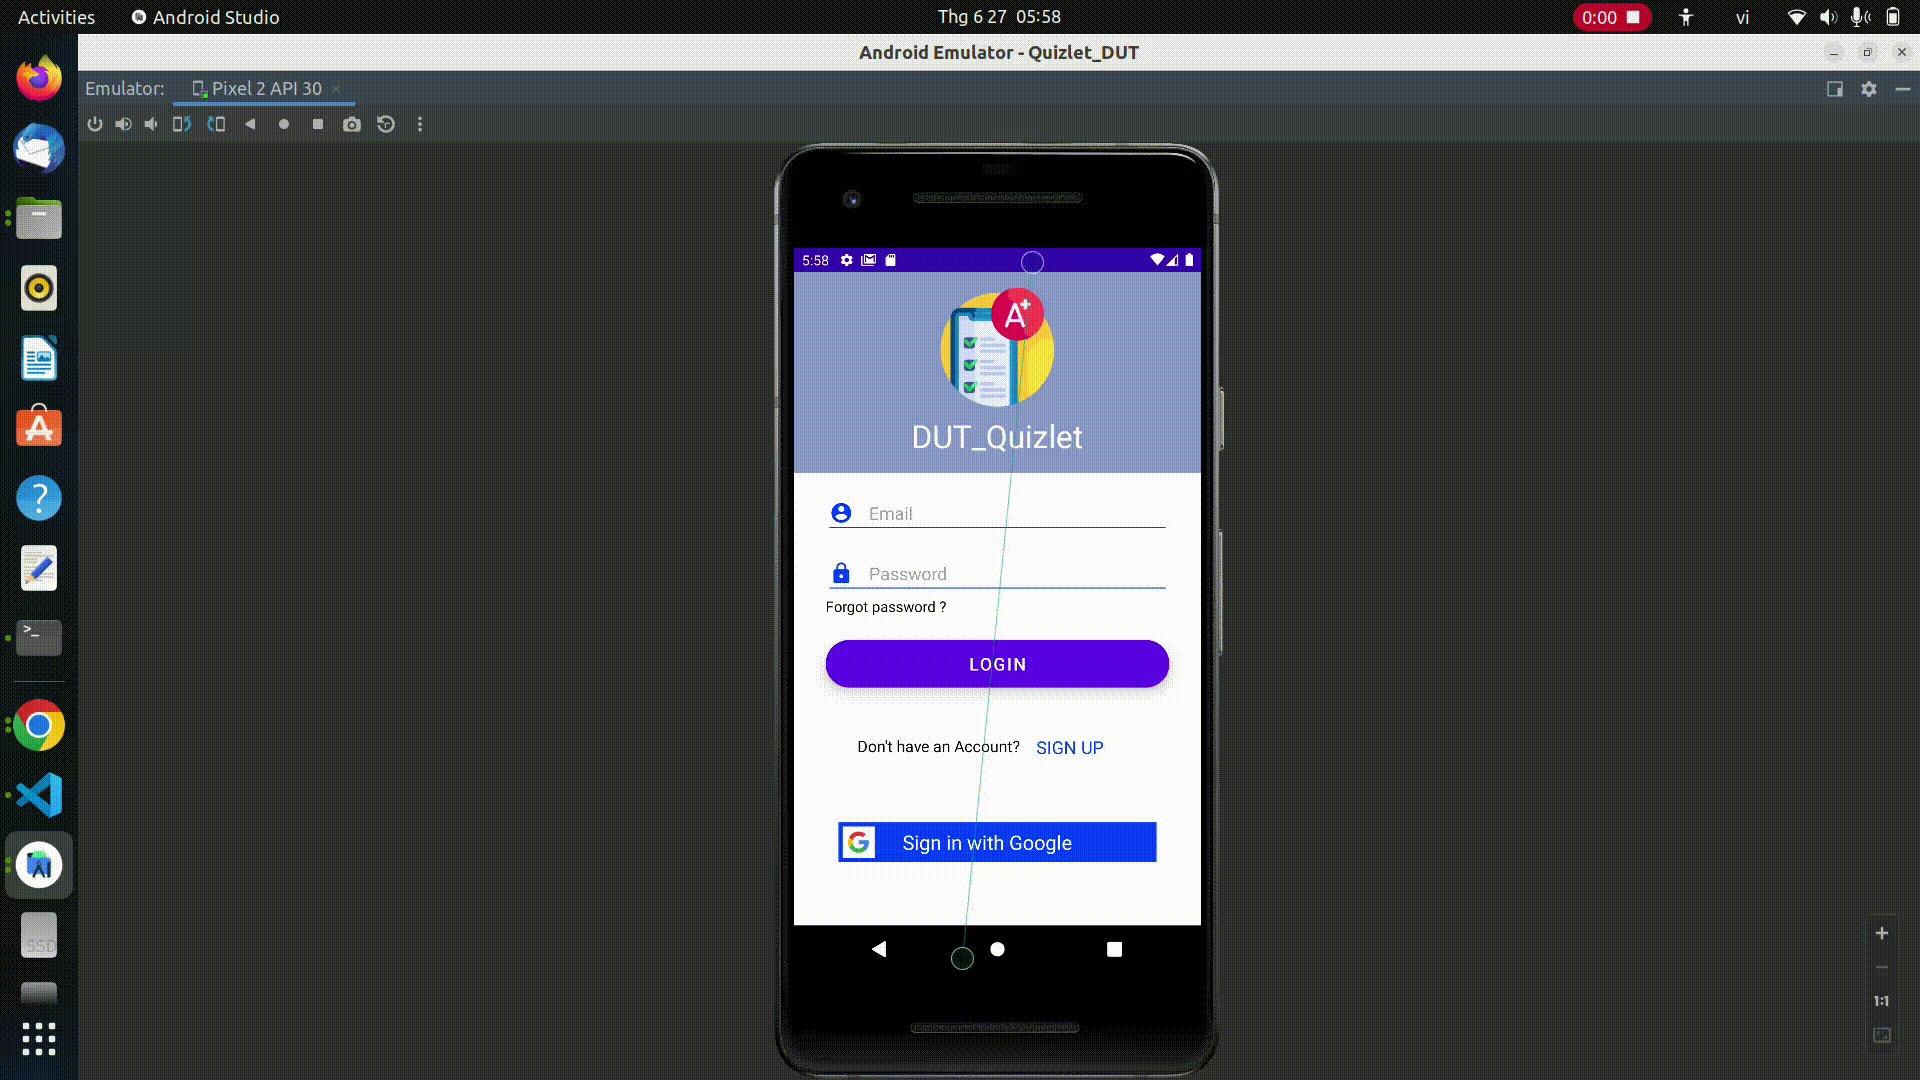 Activities
Android Studio
Thg 6 27 05:58
0:00
vi
Android Emulator - Quizlet_DUT
Emulator:
Pixel 2 API 30
5:58
A+
DUT_Quizlet
Email
Password
Forgot password ?
LOGIN
Don't have an Account? SIGN UP
G Sign in with Google
SSD
1:1